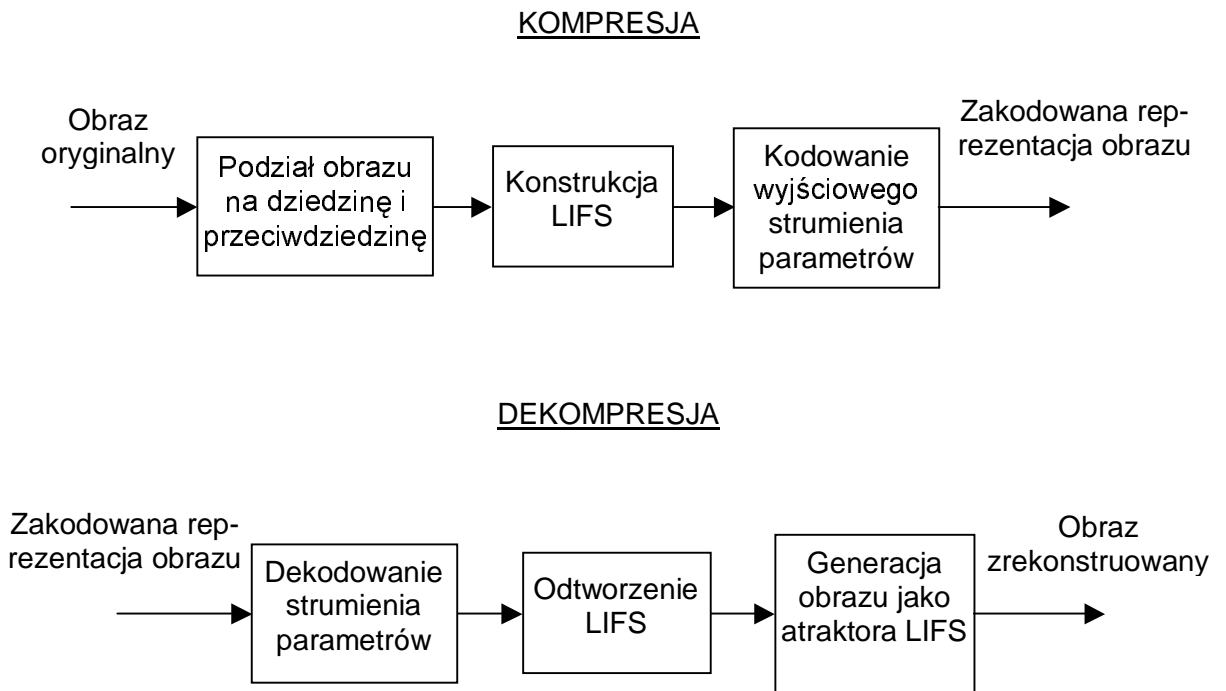 KOMPRESJA
Obraz
oryginalny
Podział obrazu
na dziedzinę i
przeciwdziedzinę
Konstrukcja
LIFS
Kodowanie
wyjściowego
strumienia
parametrów
Zakodowana rep-
rezentacja obrazu
DEKOMPRESJA
Zakodowana rep-
rezentacja obrazu
Dekodowanie
strumienia
parametrów
Odtworzenie
LIFS
Generacja
obrazu jako
atraktora LIFS
Obraz
zrekonstruowany